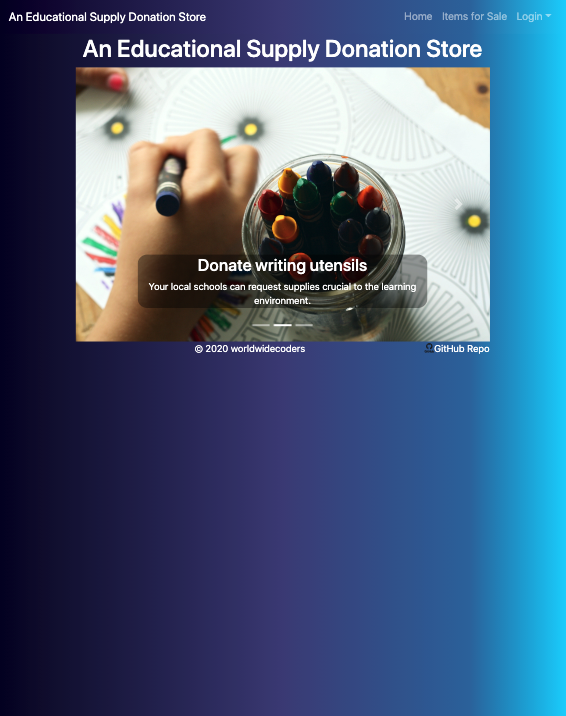 An Educational Supply Donation Store
Home Items for Sale Login
An Educational Supply Donation Store
Donate writing utensils
Your local schools can request supplies crucial to the learning
environment.
© 2020 worldwidecoders
GitHub Repo